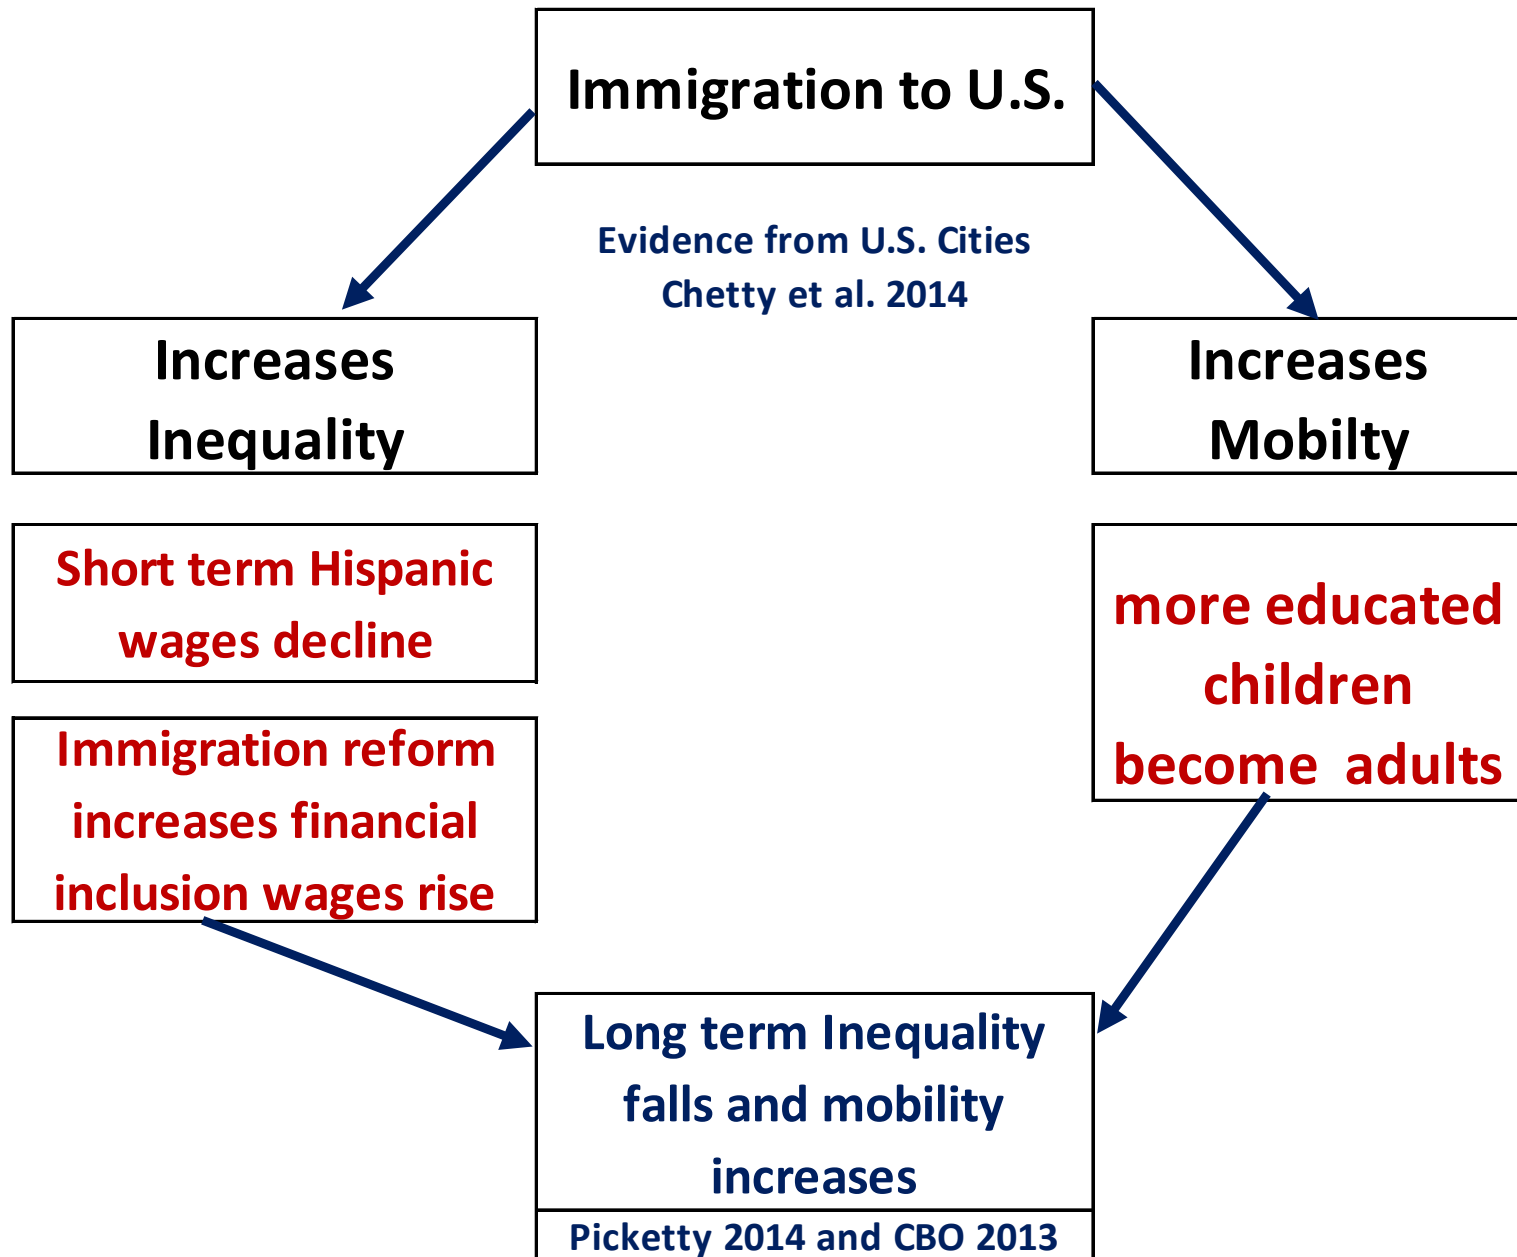 Immigration to U.S.
Evidence from U.S. Cities
Chetty et al. 2014
Increases
Inequality
Increases
Mobilty
Short term Hispanic
wages decline
Immigration reform
increases financial
inclusion wages rise
more educated
children
become adults
Long term Inequality
falls and mobility
increases
Picketty 2014 and CBO 2013